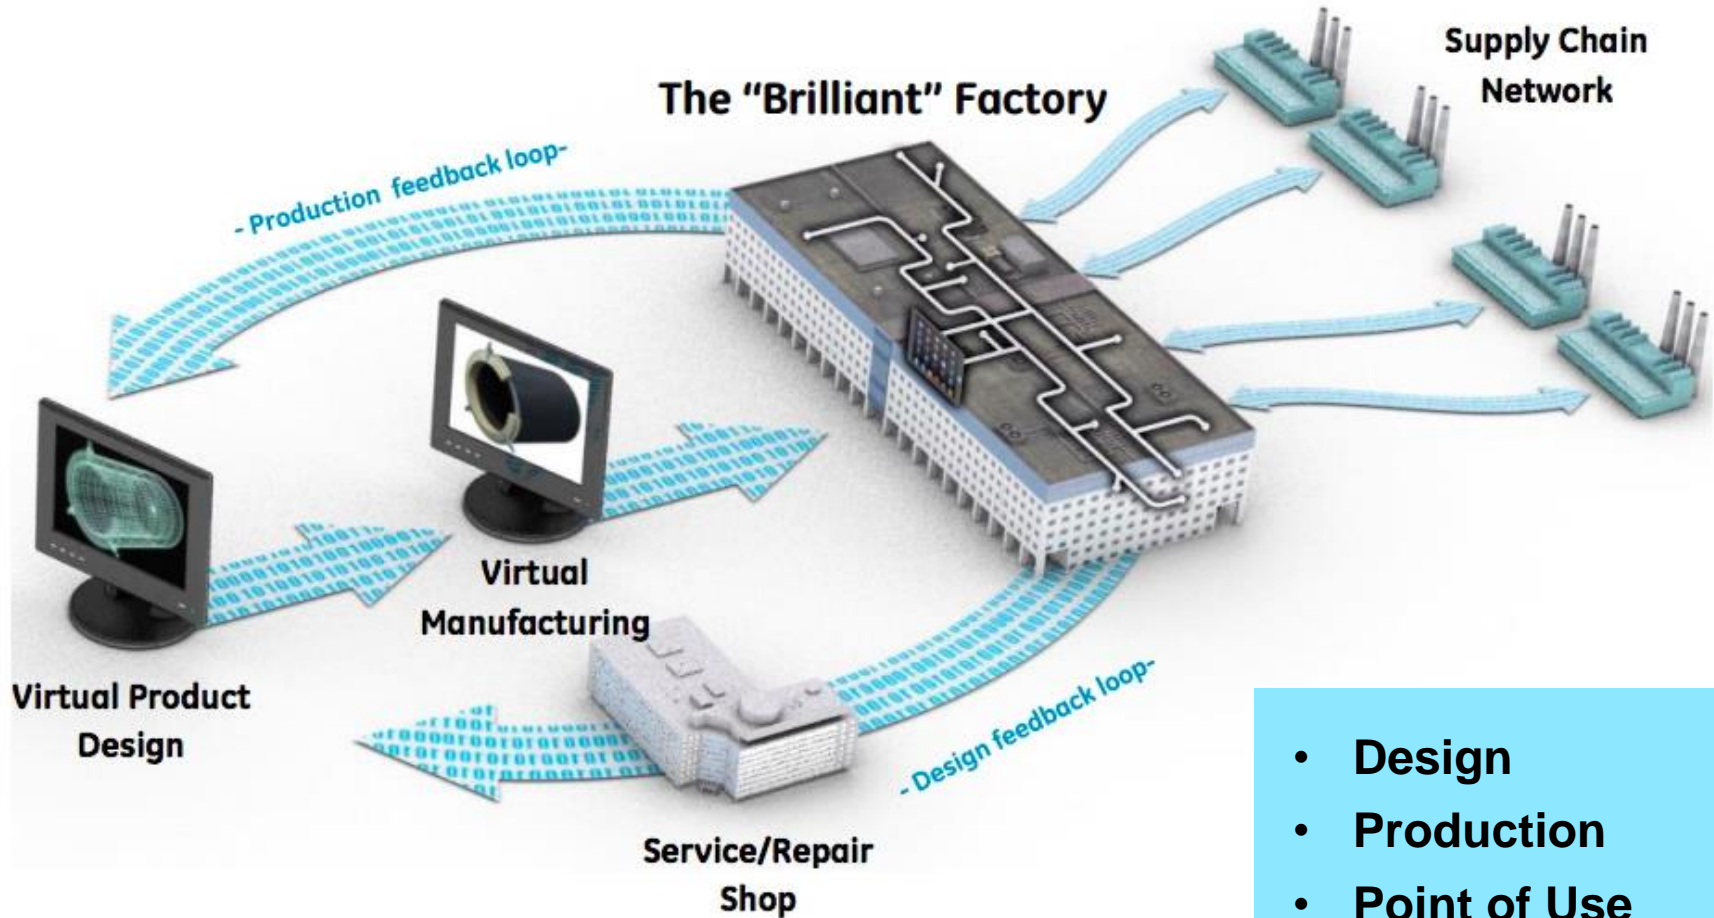 Supply Chain
Network
The “Brilliant” Factory
- Production feedback loop-
Virtual
Manufacturing
Virtual Product
Design
- Design feedback loop-
Service/Repair
Shop
• Design
• Production
• Point of Use